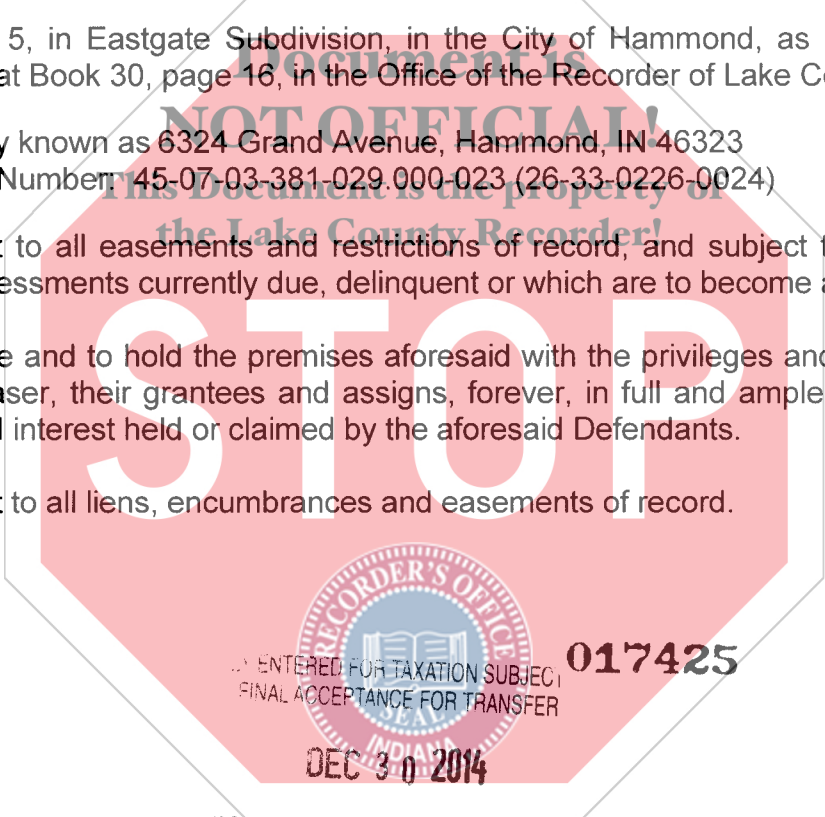 5, in Eastgate Subdivision, in the City of Hammond, as
at Book 30, page 16, in the Office of the Recorder of Lake C
Document is
NOT OFFICIAL!
y known as 6324 Grand Avenue, Hammond, IN 46323
Number: 45-07-03-381-029.000-023 (26-33-0226-0024)
This Document is the property of
the Lake County Recorder!
to all easements and restrictions of record, and subject
essments currently due, delinquent or which are to become
e and to hold the premises aforesaid with the privileges and
aser, their grantees and assigns, forever, in full and ample
interest held or claimed by the aforesaid Defendants.
STOP
to all liens, encumbrances and easements of record.
RECORDER'S OFFICE
SEAL
INDIANA
ENTERED FOR TAXATION SUBJECT
FINAL ACCEPTANCE FOR TRANSFER
017425
DEC 30 2014